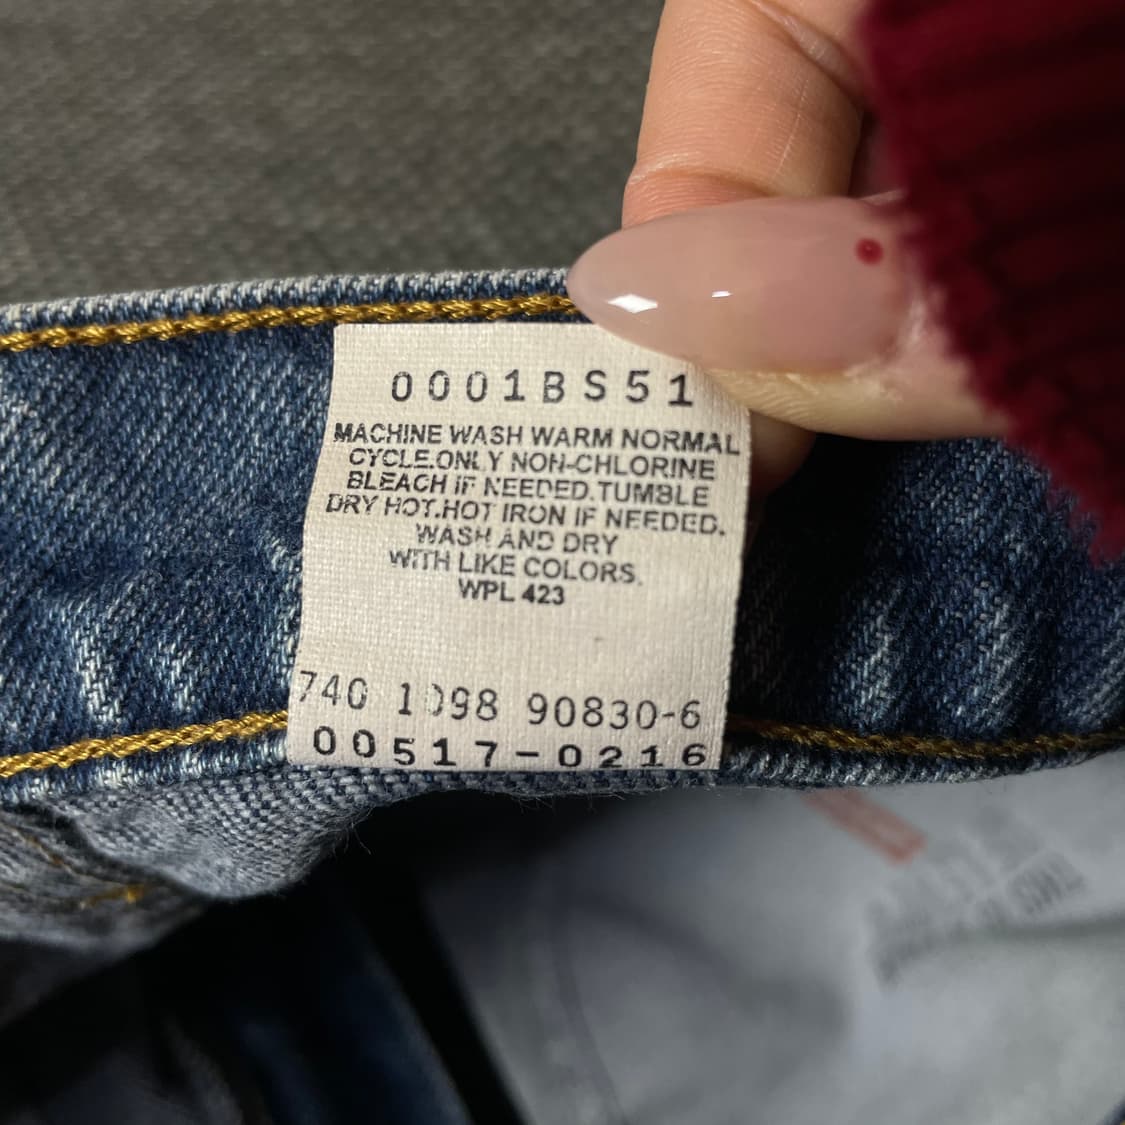 0001BS51
MACHINE WASH WARM NORMAL
CYCLE.ONLY NON-CHLORINE
BLEACH IF NEEDED.TUMBLE
DRY HOT.HOT IRON IF NEEDED.
WASH AND DRY
WITH LIKE COLORS.
WPL 423
740 1098 90830-6
00517-0216